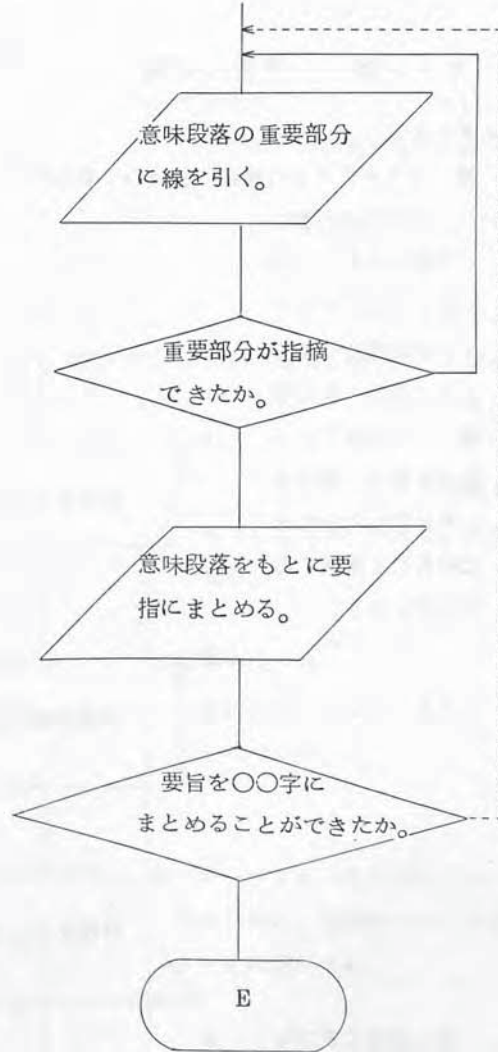 意味段落の重要部分
に線を引く。
重要部分が指摘
できたか。
意味段落をもとに要
指にまとめる。
要旨を〇〇字に
まとめることができたか。
E